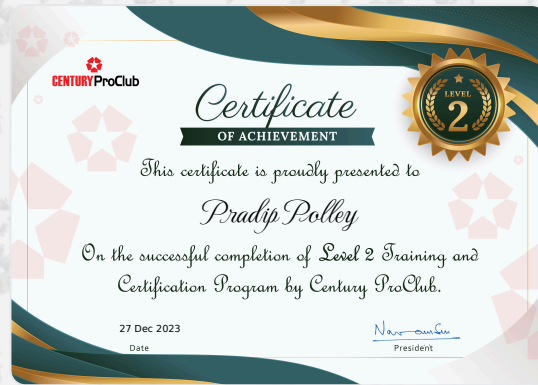 CENTURY ProClub
LEVEL
2
Certificate
OF ACHIEVEMENT
This certificate is proudly presented to
Pradip Polley
On the successful completion of Level 2 Training and
Certification Program by Century ProClub.
27 Dec 2023
Date
President